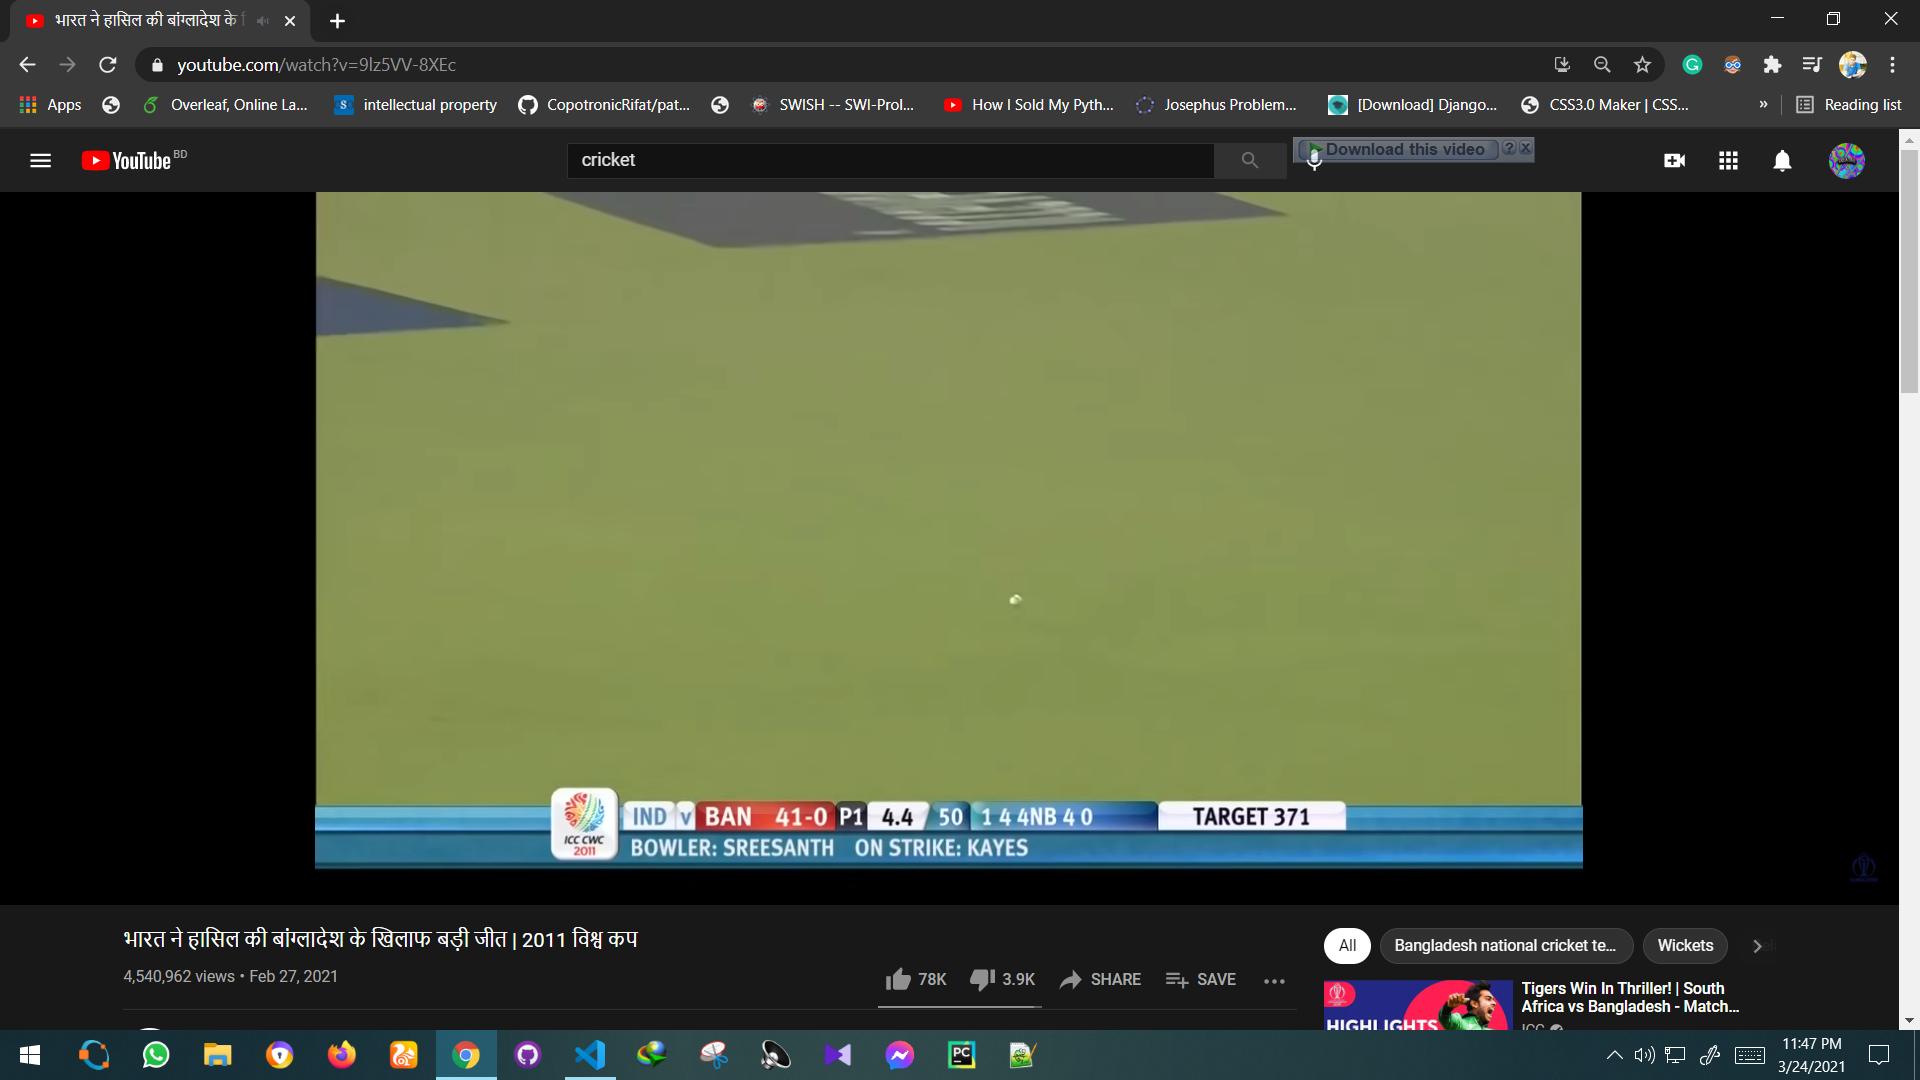 भारत ने हासिल की बांग्लादेश के
youtube.com/watch?v=9lz5VV-8XEc
Apps
Overleaf, Online La...
intellectual property
CopotronicRifat/pat...
SWISH -- SWI-Prol...
How I Sold My Pyth...
Josephus Problem...
[Download] Django...
CSS3.0 Maker | CSS...
»
Reading list
YouTube BD
cricket
Download this video ?
IND v BAN 41-0 P1 4.4 50 1 4 4NB 4 0 TARGET 371
ICC CWC
2011
BOWLER: SREESANTH ON STRIKE: KAYES
भारत ने हासिल की बांग्लादेश के खिलाफ बड़ी जीत | 2011 विश्व कप
4,540,962 views • Feb 27, 2021
78K
3.9K
SHARE
SAVE
All
Bangladesh national cricket te...
Wickets
Tigers Win In Thriller! | South
Africa vs Bangladesh - Match...
ICC
HIGHLIGHTS
PC
11:47 PM
3/24/2021